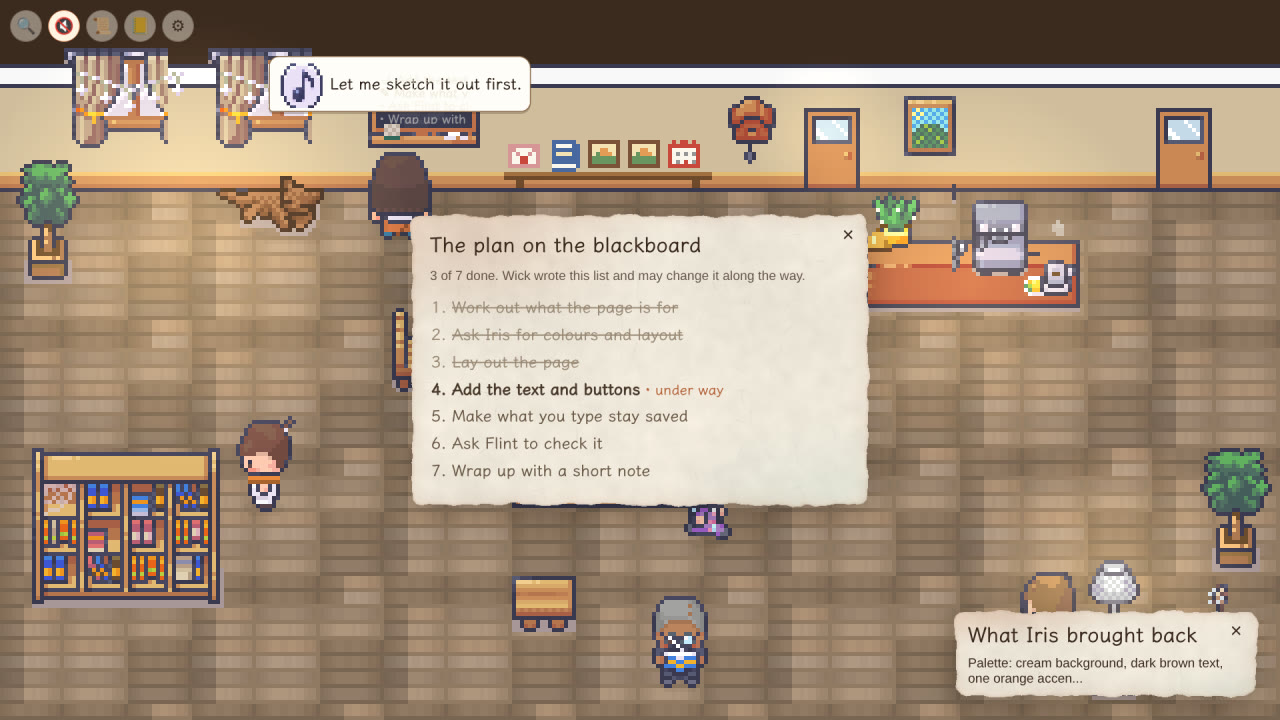 Let me sketch it out first.
Wrap up with
The plan on the blackboard
3 of 7 done. Wick wrote this list and may change it along the way.
1. Work out what the page is for
2. Ask Iris for colours and layout
3. Lay out the page
4. Add the text and buttons · under way
5. Make what you type stay saved
6. Ask Flint to check it
7. Wrap up with a short note
What Iris brought back
Palette: cream background, dark brown text,
one orange accen...